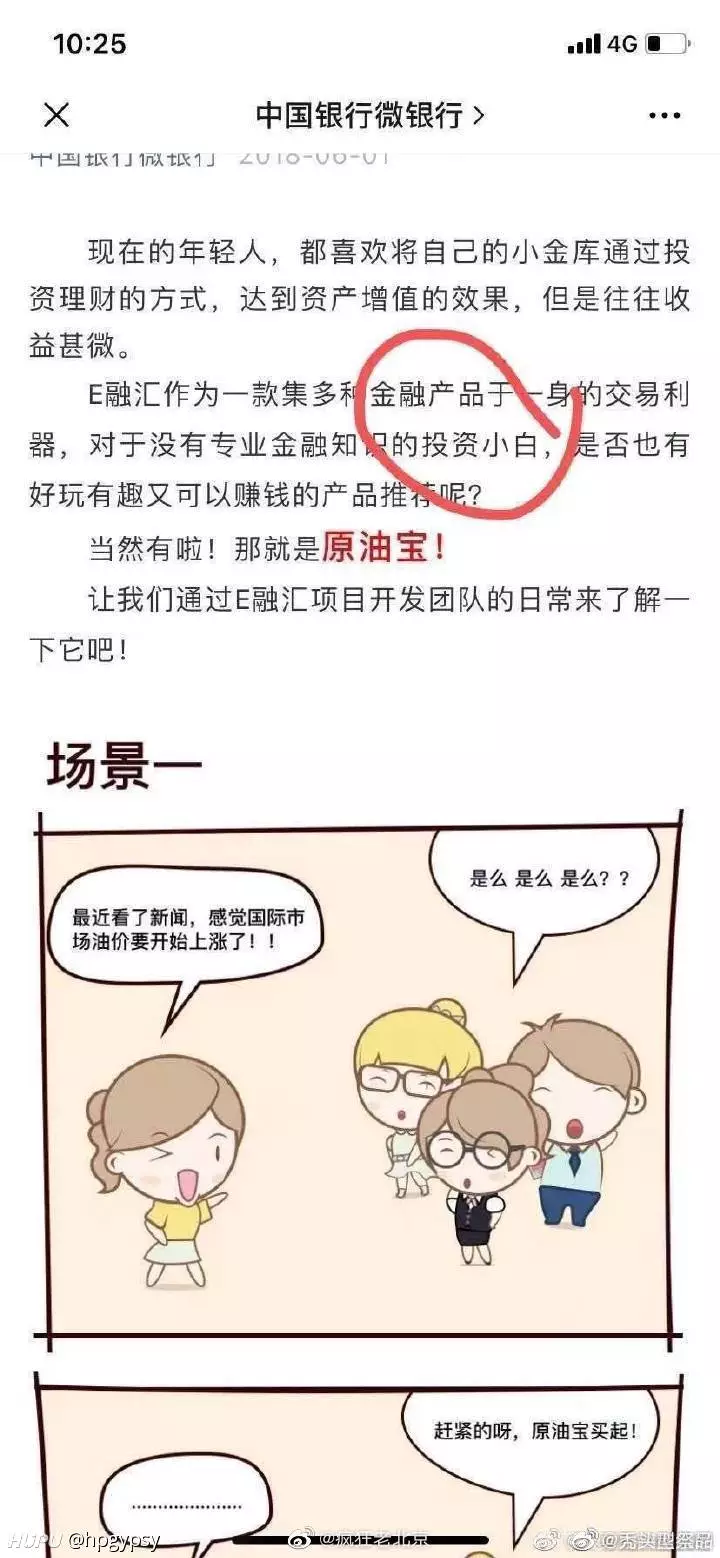 10:25
4G
中国银行微银行
中国银行微银行 2018-06-01
现在的年轻人，都喜欢将自己的小金库通过投
资理财的方式，达到资产增值的效果，但是往往收
益甚微。
E融汇作为一款集多种金融产品于一身的交易利
器，对于没有专业金融知识的投资小白，是否也有
好玩有趣又可以赚钱的产品推荐呢？
当然有啦！那就是原油宝！
让我们通过E融汇项目开发团队的日常来了解一
下它吧！
场景一
最近看了新闻，感觉国际市
场油价要开始上涨了！！
是么 是么 是么？？
赶紧的呀，原油宝买起！
……………………
HUPU @hpgypsy
@疯狂老北京
@秃头型祭品